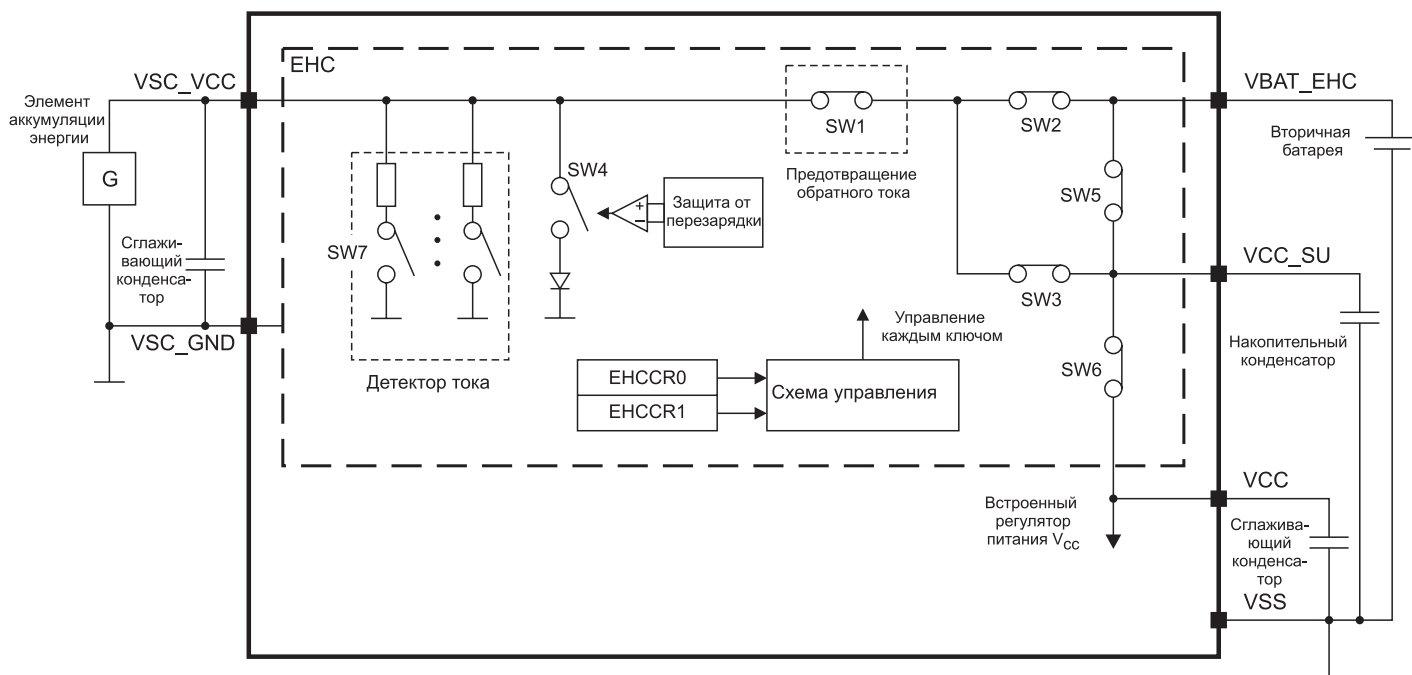 EHC
VSC_VCC
VBAT_EHC
Элемент
аккумуляции
энергии
G
Сглажи-
вающий
конденса-
тор
VSC_GND
SW7
Детектор тока
SW4
+
–
Защита от
перезарядки
SW1
Предотвращение
обратного тока
SW2
SW5
SW3
SW6
Вторичная
батарея
VCC_SU
Накопительный
конденсатор
Управление
каждым ключом
EHCCR0
EHCCR1
Схема управления
Встроенный
регулятор
питания VCC
VCC
Сглажива-
ющий
конденса-
тор
VSS